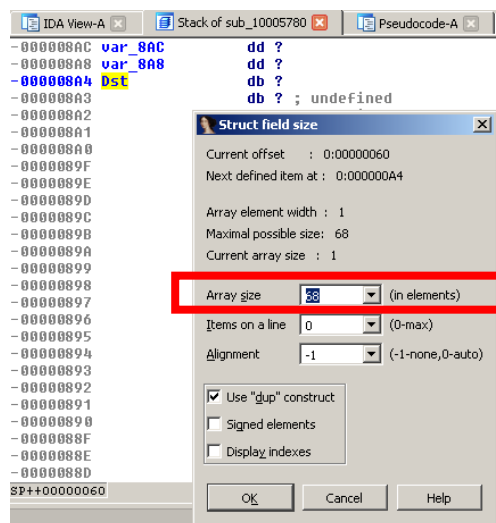 IDA View-A Stack of sub_10005780 Pseudocode-A
-000008AC var_8AC dd ?
-000008A8 var_8A8 dd ?
-000008A4 Dst db ?
-000008A3 db ? ; undefined
-000008A2
-000008A1
-000008A0
-0000089F
-0000089E
-0000089D
-0000089C
-0000089B
-0000089A
-00000899
-00000898
-00000897
-00000896
-00000895
-00000894
-00000893
-00000892
-00000891
-00000890
-0000088F
-0000088E
-0000088D
SP++00000060
Struct field size
Current offset : 0:00000060
Next defined item at : 0:000000A4
Array element width : 1
Maximal possible size: 68
Current array size : 1
Array size 68 (in elements)
Items on a line 0 (0-max)
Alignment -1 (-1-none,0-auto)
Use "dup" construct
Signed elements
Display indexes
OK Cancel Help